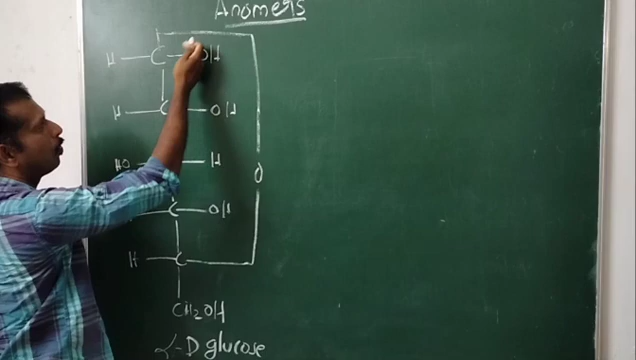 Anomers
H C OH
H C OH
HO H
C OH
H C
CH2OH
α-D glucose
O